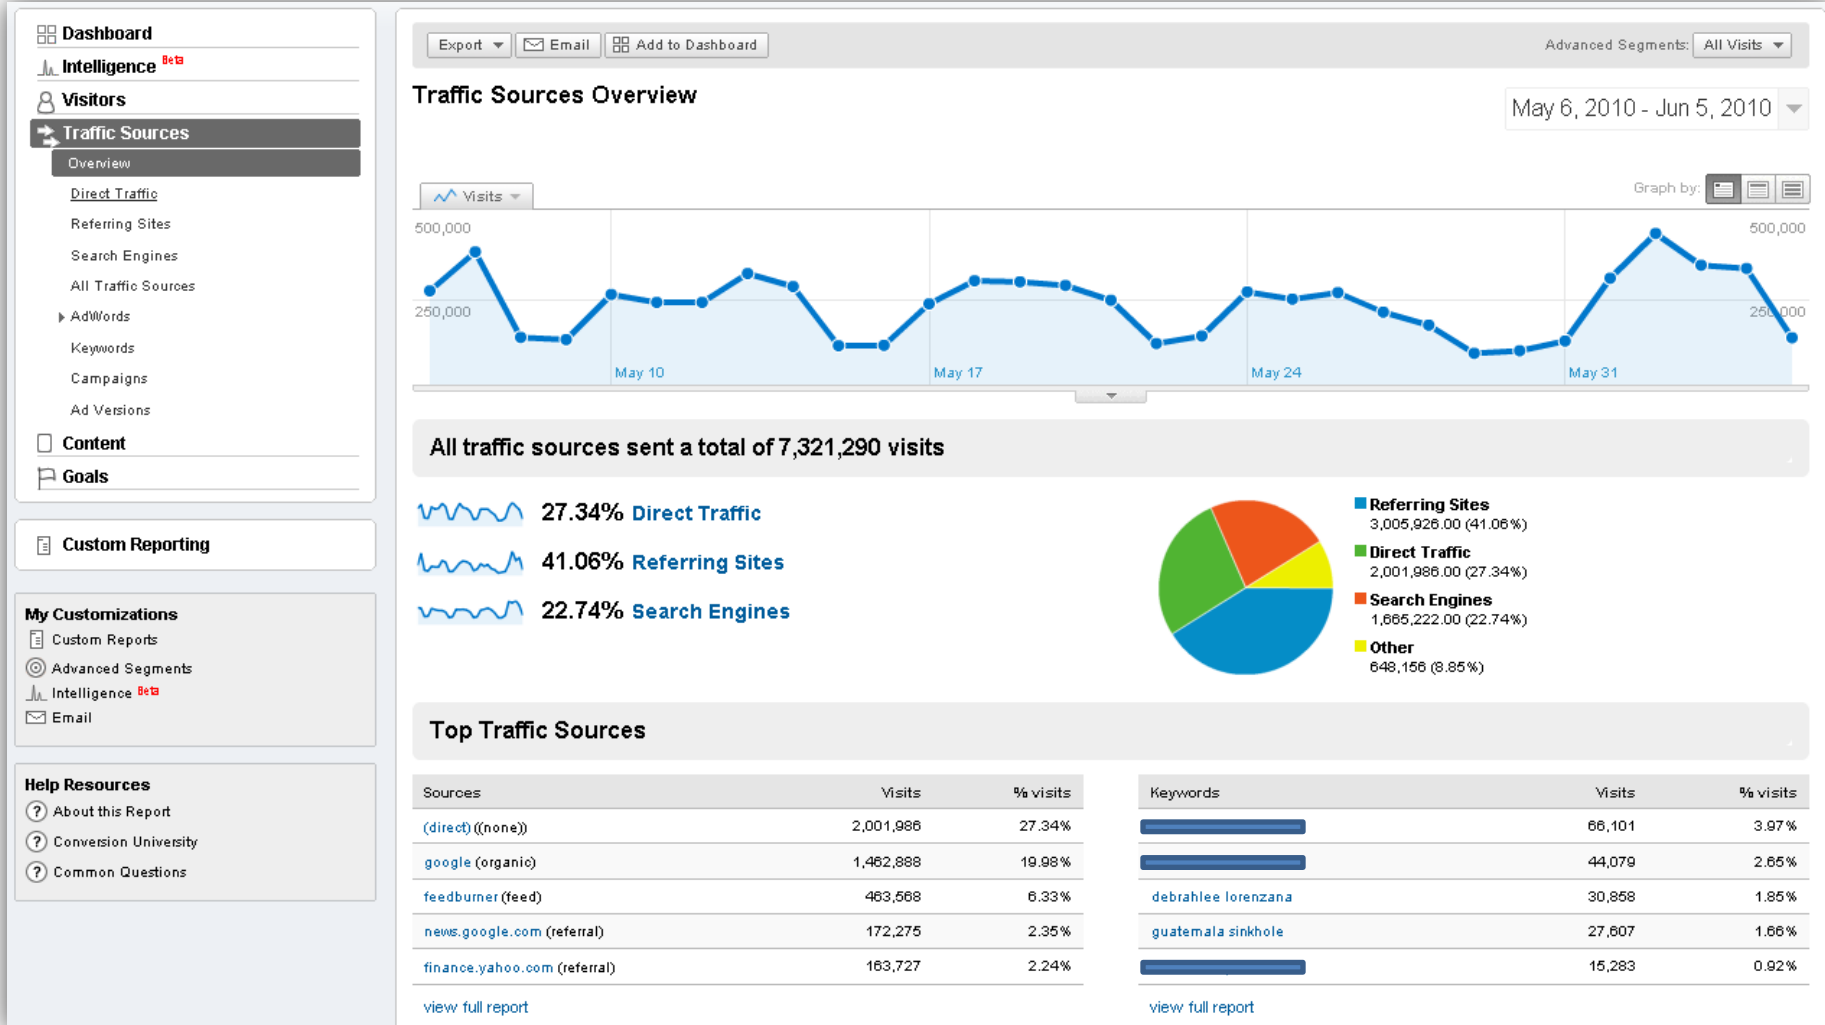 Dashboard
Intelligence Beta
Visitors
Traffic Sources
Overview
Direct Traffic
Referring Sites
Search Engines
All Traffic Sources
AdWords
Keywords
Campaigns
Ad Versions
Content
Goals
Custom Reporting
My Customizations
Custom Reports
Advanced Segments
Intelligence Beta
Email
Help Resources
? About this Report
? Conversion University
? Common Questions
Export Email Add to Dashboard Advanced Segments: All Visits
Traffic Sources Overview
May 6, 2010 - Jun 5, 2010
Visits Graph by:
500,000 500,000
250,000 250,000
May 10 May 17 May 24 May 31
All traffic sources sent a total of 7,321,290 visits
27.34% Direct Traffic
41.06% Referring Sites
22.74% Search Engines
Referring Sites
3,005,926.00 (41.06%)
Direct Traffic
2,001,986.00 (27.34%)
Search Engines
1,665,222.00 (22.74%)
Other
648,156 (8.85%)
Top Traffic Sources
Sources Visits % visits
(direct) ((none)) 2,001,986 27.34%
google (organic) 1,462,888 19.98%
feedburner (feed) 463,568 6.33%
news.google.com (referral) 172,275 2.35%
finance.yahoo.com (referral) 163,727 2.24%
view full report
Keywords Visits % visits
66,101 3.97%
44,079 2.65%
debrahlee lorenzana 30,858 1.85%
guatemala sinkhole 27,607 1.66%
15,283 0.92%
view full report